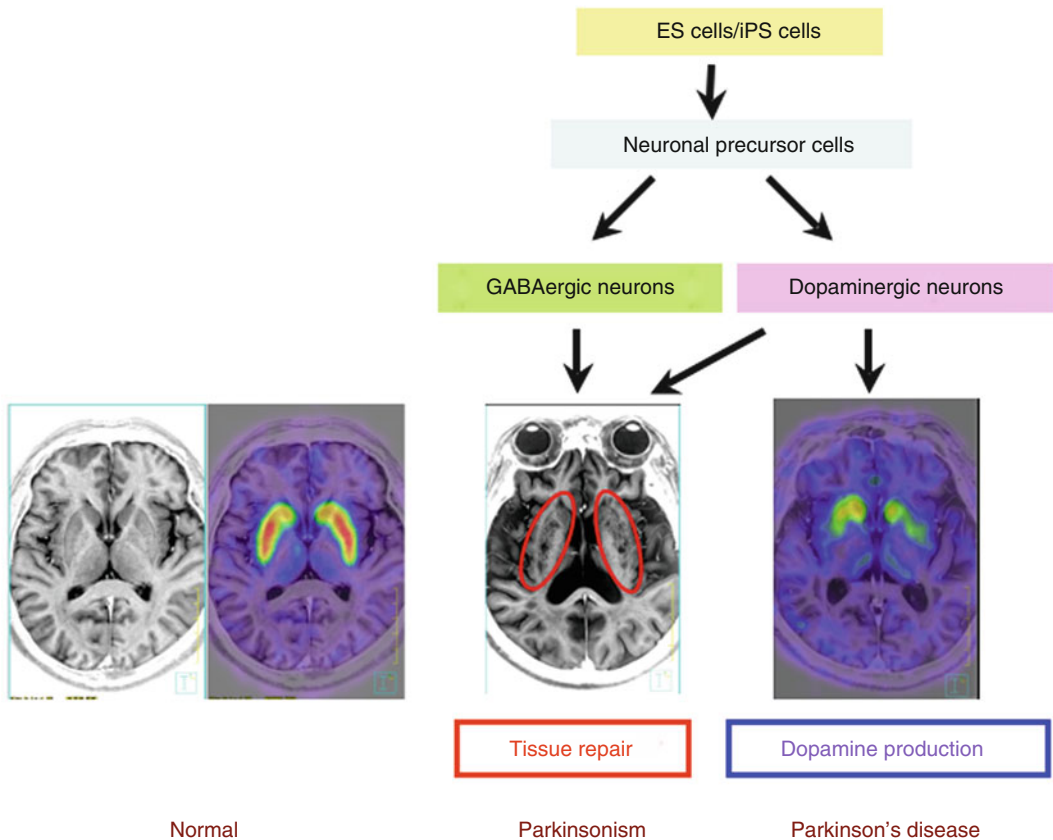 ES cells/iPS cells
Neuronal precursor cells
GABAergic neurons
Dopaminergic neurons
Tissue repair
Dopamine production
Normal
Parkinsonism
Parkinson's disease